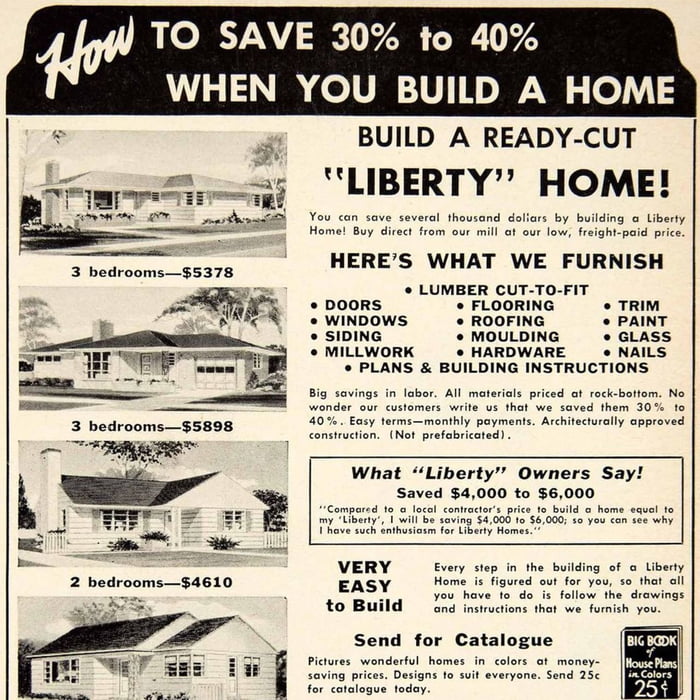 How TO SAVE 30% to 40%
WHEN YOU BUILD A HOME
3 bedrooms—$5378
3 bedrooms—$5898
2 bedrooms—$4610
BUILD A READY-CUT
"LIBERTY" HOME!
You can save several thousand dollars by building a Liberty
Home! Buy direct from our mill at our low, freight-paid price.
HERE'S WHAT WE FURNISH
• LUMBER CUT-TO-FIT
• DOORS • FLOORING • TRIM
• WINDOWS • ROOFING • PAINT
• SIDING • MOULDING • GLASS
• MILLWORK • HARDWARE • NAILS
• PLANS & BUILDING INSTRUCTIONS
Big savings in labor. All materials priced at rock-bottom. No
wonder our customers write us that we saved them 30% to
40%. Easy terms—monthly payments. Architecturally approved
construction. (Not prefabricated).
What "Liberty" Owners Say!
Saved $4,000 to $6,000
"Compared to a local contractor's price to build a home equal to
my 'Liberty', I will be saving $4,000 to $6,000; so you can see why
I have such enthusiasm for Liberty Homes."
VERY
EASY
to Build
Every step in the building of a Liberty
Home is figured out for you, so that all
you have to do is follow the drawings
and instructions that we furnish you.
Send for Catalogue
Pictures wonderful homes in colors at money-
saving prices. Designs to suit everyone. Send 25c
for catalogue today.
BIG BOOK
of
House Plans
in Colors
25¢